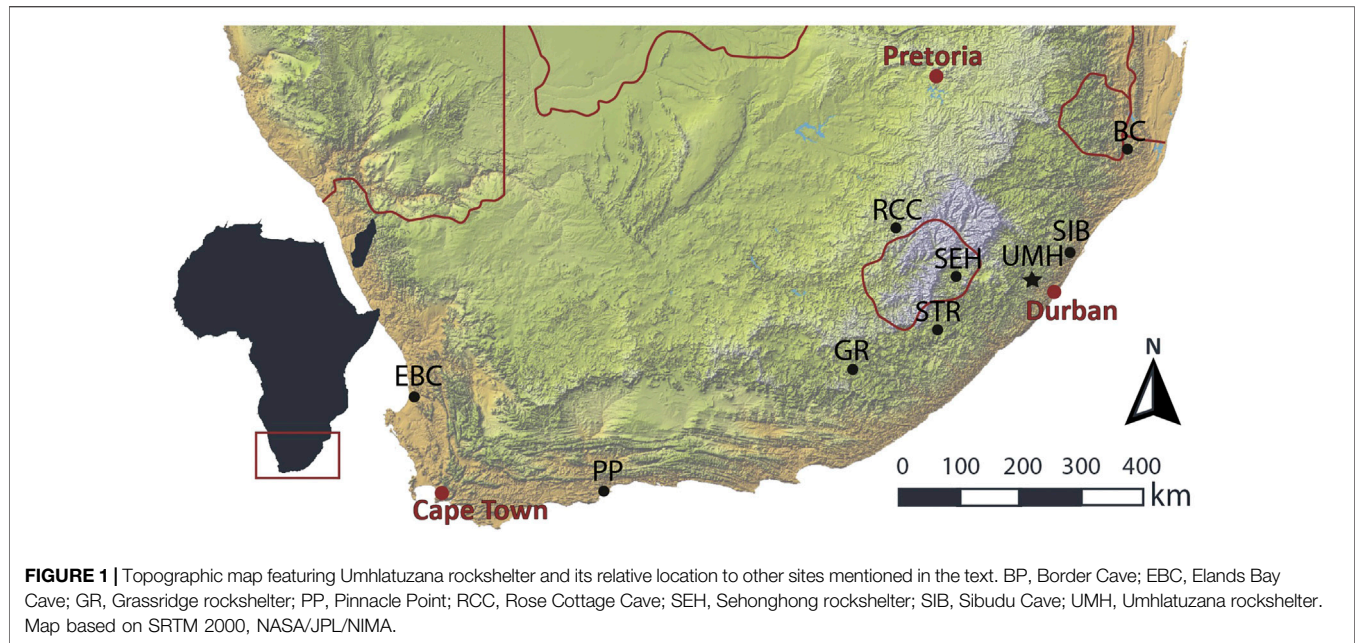 Pretoria
BC
RCC
SIB
SEH
UMH
STR
Durban
GR
N
EBC
0 100 200 300 400
km
PP
Cape Town
FIGURE 1 | Topographic map featuring Umhlatuzana rockshelter and its relative location to other sites mentioned in the text. BP, Border Cave; EBC, Elands Bay
Cave; GR, Grassridge rockshelter; PP, Pinnacle Point; RCC, Rose Cottage Cave; SEH, Sehonghong rockshelter; SIB, Sibudu Cave; UMH, Umhlatuzana rockshelter.
Map based on SRTM 2000, NASA/JPL/NIMA.